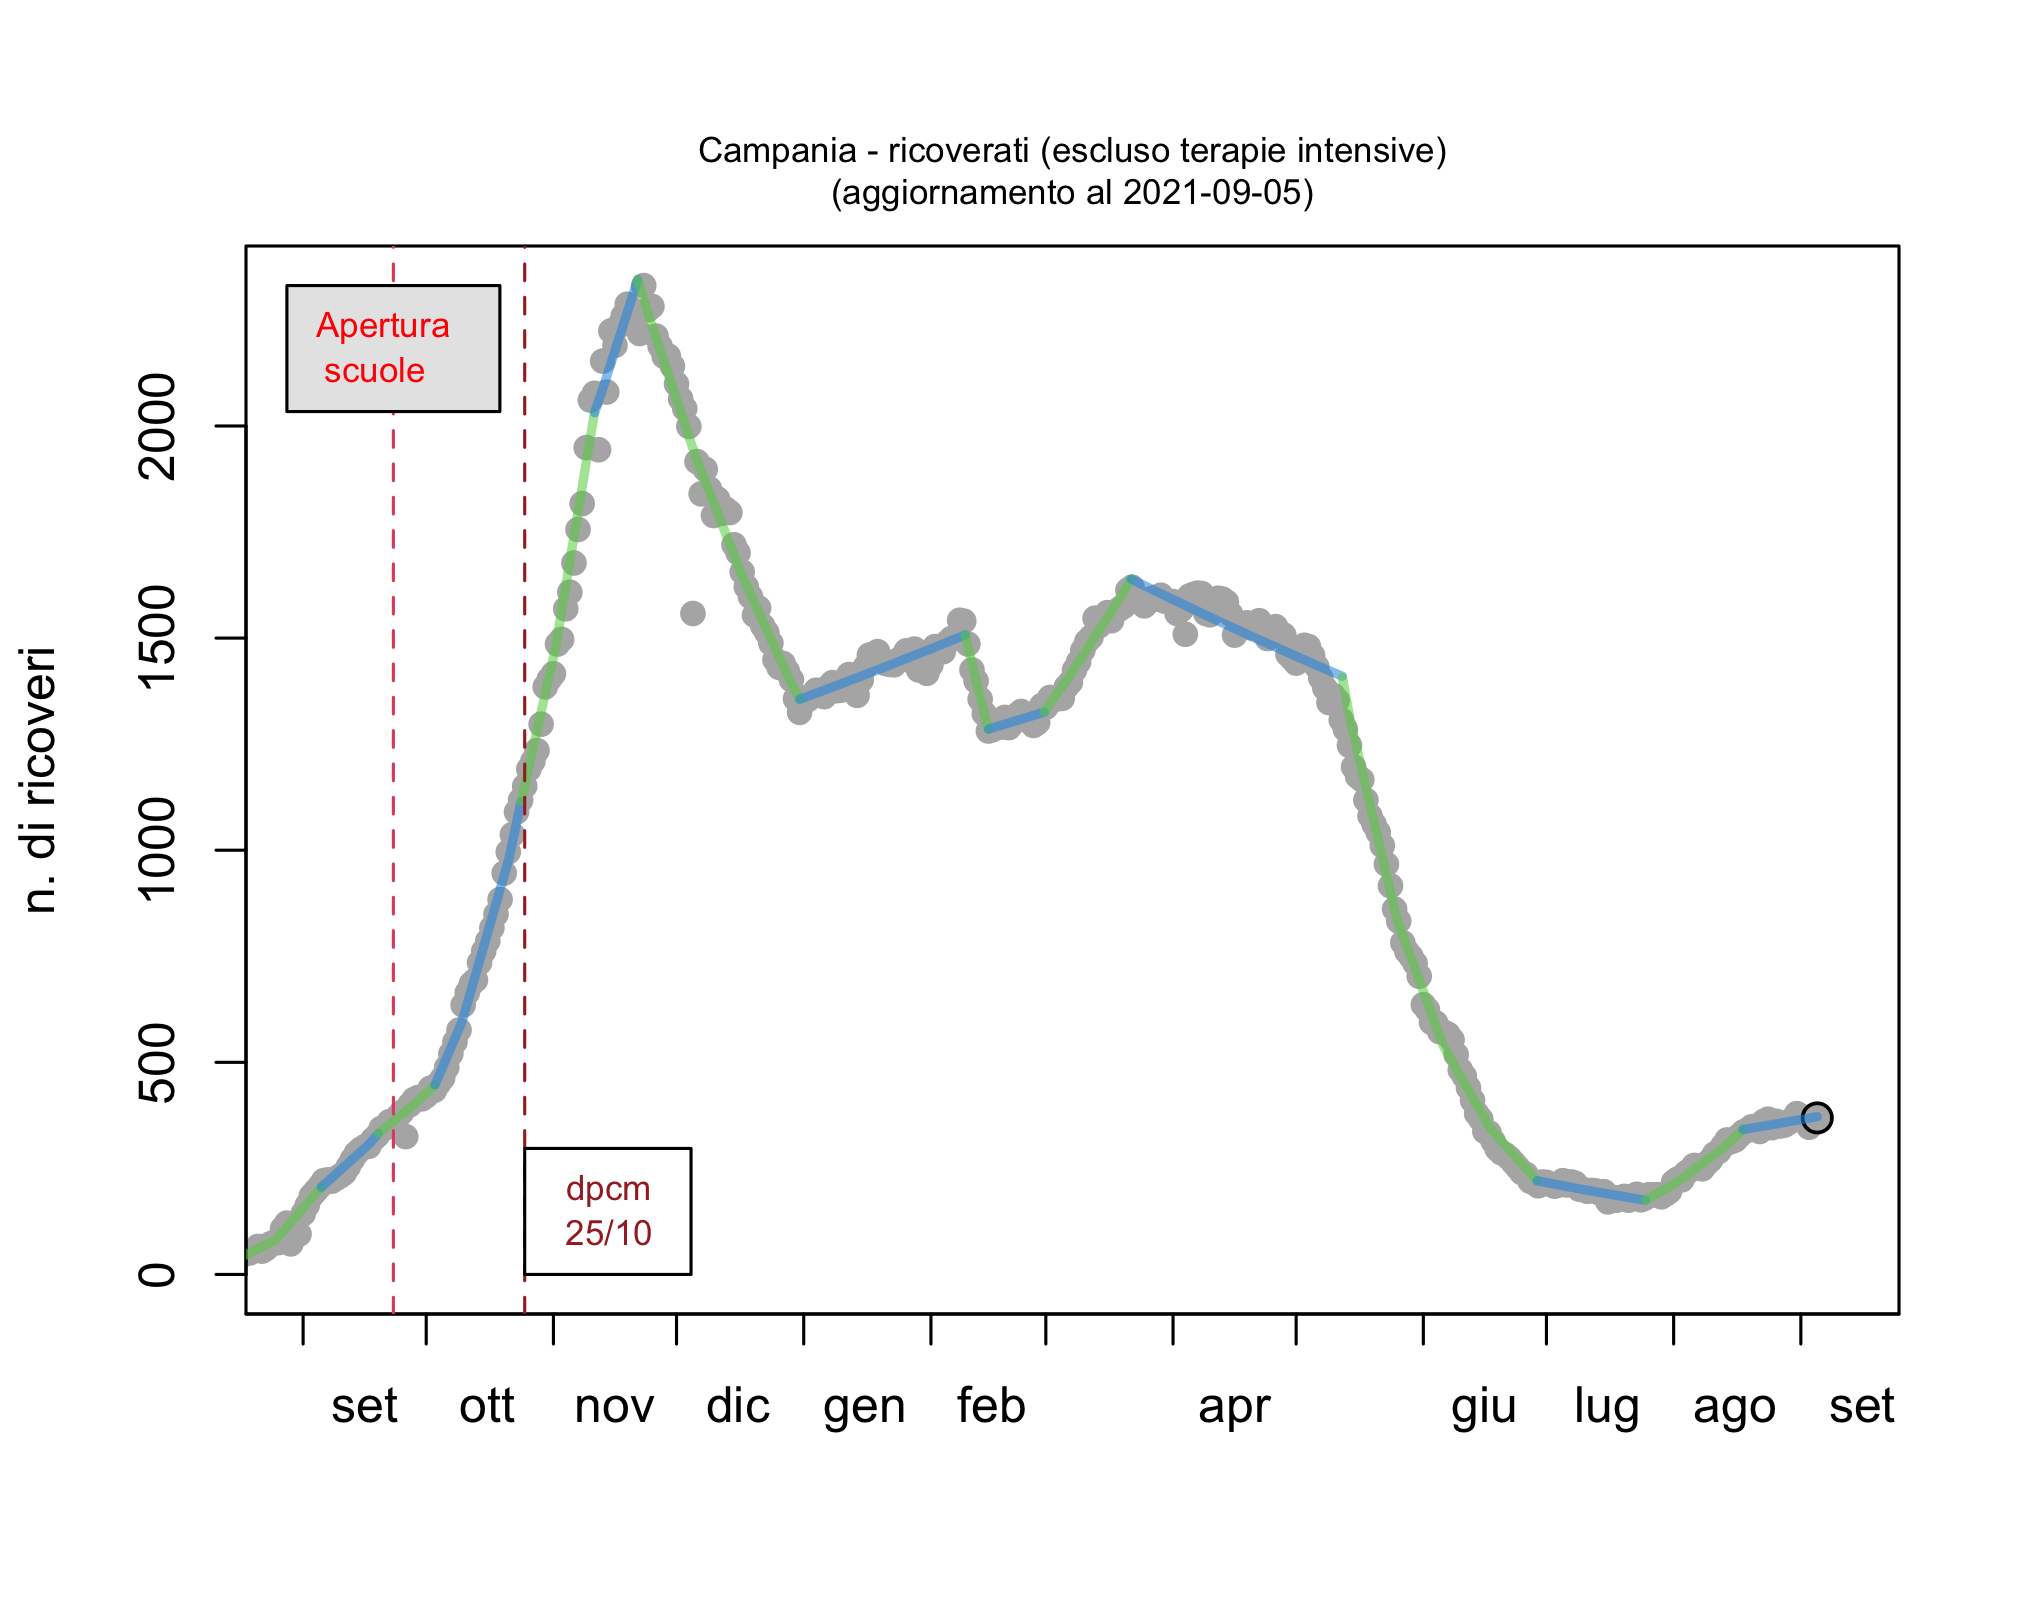 Campania - ricoverati (escluso terapie intensive)
(aggiornamento al 2021-09-05)
Apertura
scuole
n. di ricoveri
2000
1500
1000
500
0
dpcm
25/10
set ott nov dic gen feb apr giu lug ago set